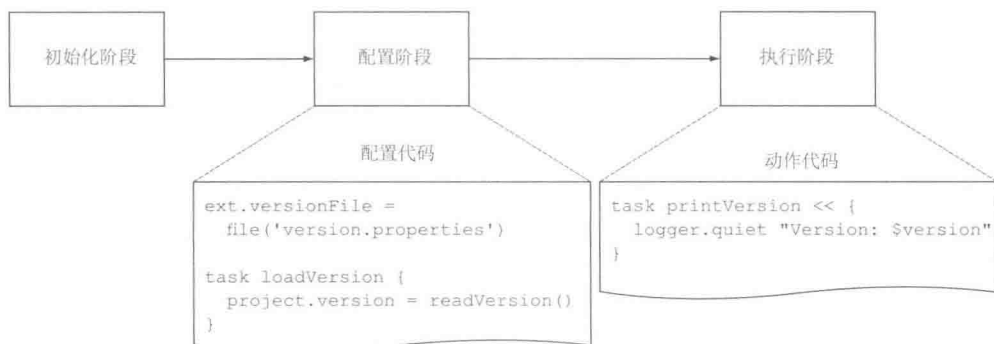 初始化阶段
配置阶段
执行阶段
配置代码
ext.versionFile =
  file('version.properties')
task loadVersion {
  project.version = readVersion()
}
动作代码
task printVersion << {
  logger.quiet "Version: $version"
}